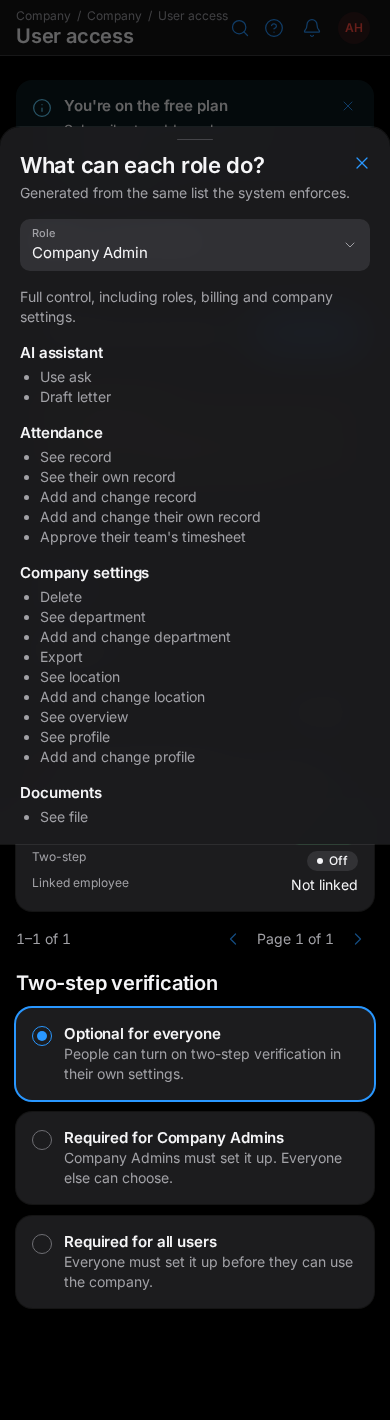 Company / Company / User access
User access
AH
You're on the free plan
What can each role do?
Generated from the same list the system enforces.
Role
Company Admin
Full control, including roles, billing and company
settings.
AI assistant
Use ask
Draft letter
Attendance
See record
See their own record
Add and change record
Add and change their own record
Approve their team's timesheet
Company settings
Delete
See department
Add and change department
Export
See location
Add and change location
See overview
See profile
Add and change profile
Documents
See file
Two-step
Off
Linked employee
Not linked
1–1 of 1
Page 1 of 1
Two-step verification
Optional for everyone
People can turn on two-step verification in
their own settings.
Required for Company Admins
Company Admins must set it up. Everyone
else can choose.
Required for all users
Everyone must set it up before they can use
the company.